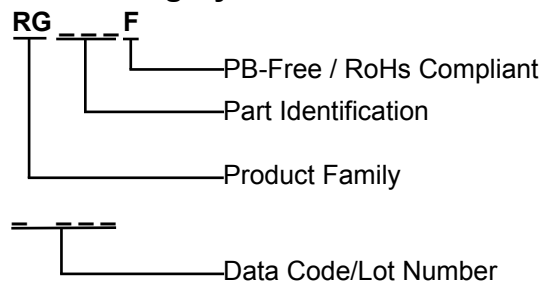 RG _ _ _ F
PB-Free / RoHs Compliant
Part Identification
Product Family
_ _ _ _
Data Code/Lot Number